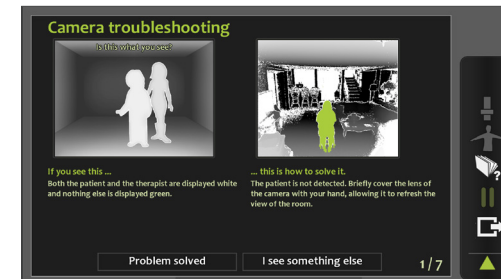 Camera troubleshooting
Is this what you see?
If you see this ...
Both the patient and the therapist are displayed white
and nothing else is displayed green.
... this is how to solve it.
The patient is not detected. Briefly cover the lens
of the camera with your hand, allowing it to refresh the
view of the room.
Problem solved
I see something else
1/7
?